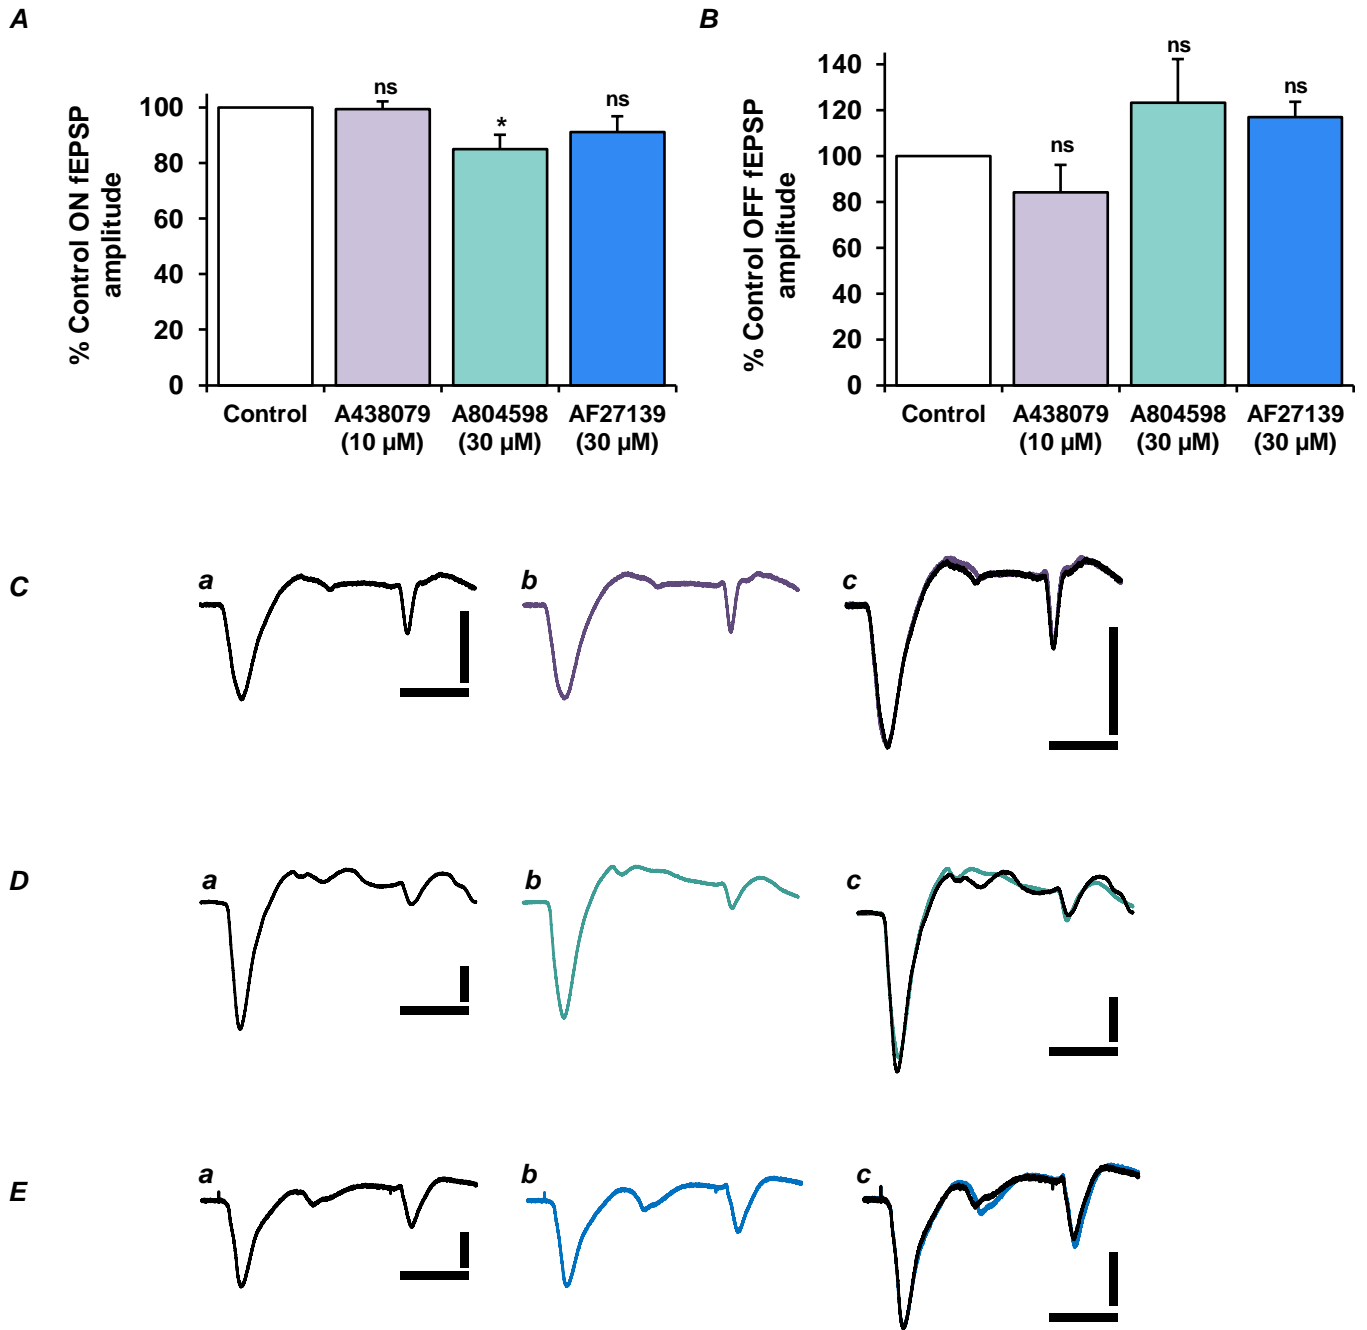 A
B
% Control ON fEPSP
amplitude
100
80
60
40
20
0
ns
*
ns
Control
A438079
(10 µM)
A804598
(30 µM)
AF27139
(30 µM)
% Control OFF fEPSP
amplitude
140
120
100
80
60
40
20
0
ns
ns
ns
Control
A438079
(10 µM)
A804598
(30 µM)
AF27139
(30 µM)
C
a
b
c
D
a
b
c
E
a
b
c